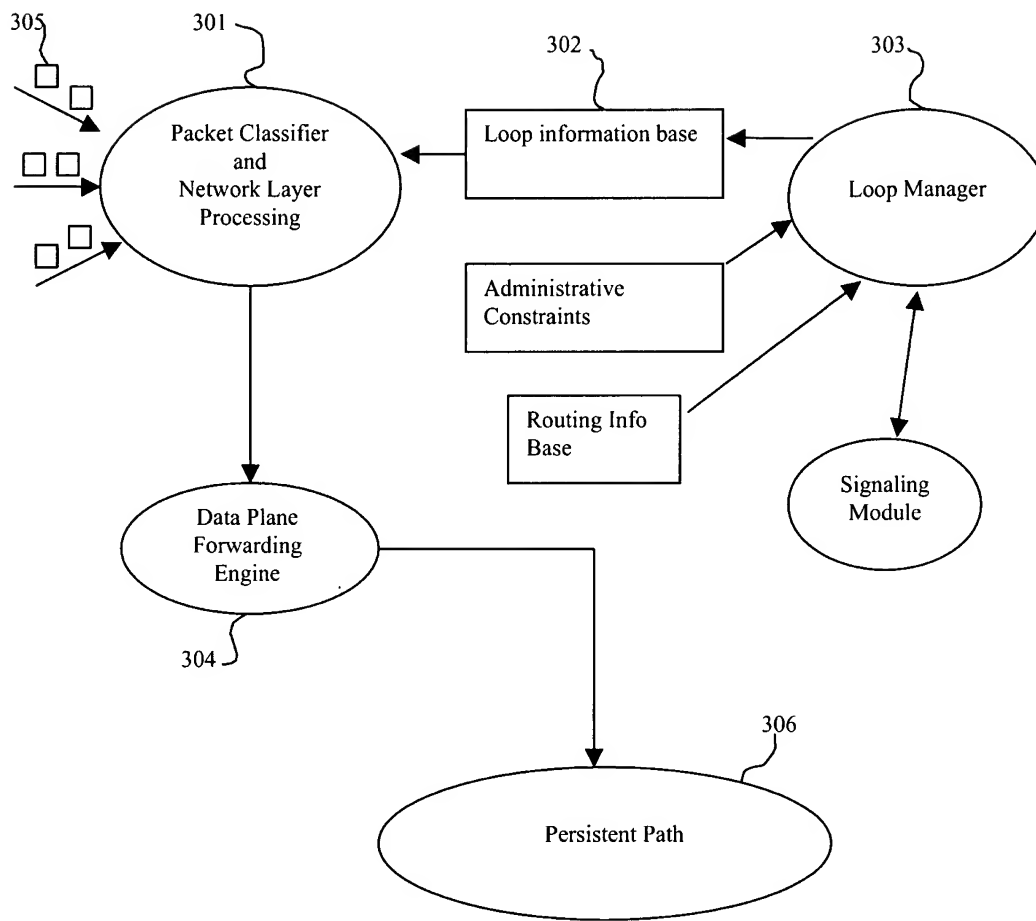 305
301
302
303
Packet Classifier
and
Network Layer
Processing
Loop information base
Loop Manager
Administrative
Constraints
Routing Info
Base
Signaling
Module
Data Plane
Forwarding
Engine
304
306
Persistent Path